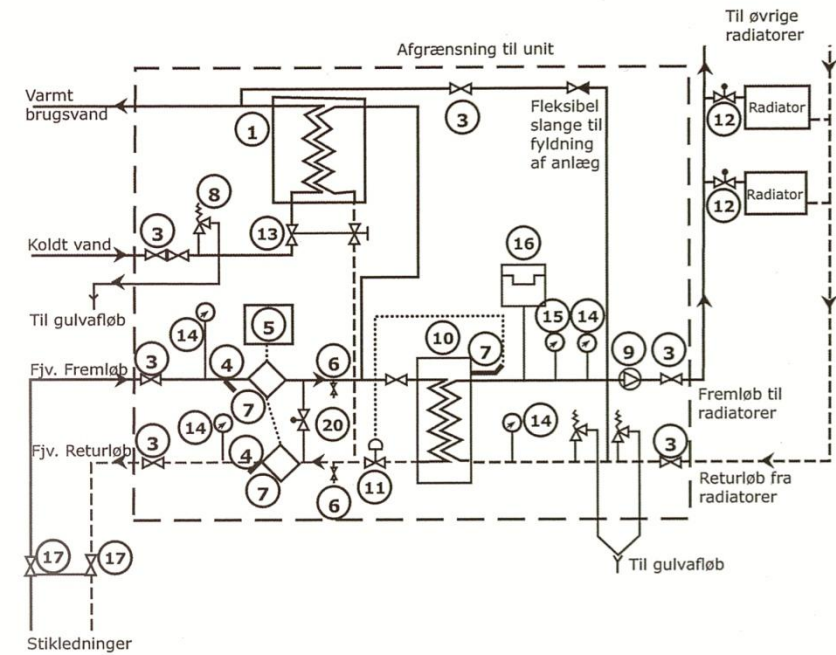 Til øvrige
radiatorer
Afgrænsning til unit
Varmt
brugsvand
1
3
Fleksibel
slange til
fyldning
af anlæg
12
Radiator
12
Radiator
8
3
13
16
Koldt vand
Til gulvafløb
14
5
10
7
15
14
9
3
Fjv. Fremløb
3
4
7
6
Fremløb til
radiatorer
20
14
14
Fjv. Returløb
3
4
7
6
11
3
Returløb fra
radiatorer
17
17
Til gulvafløb
Stikledninger